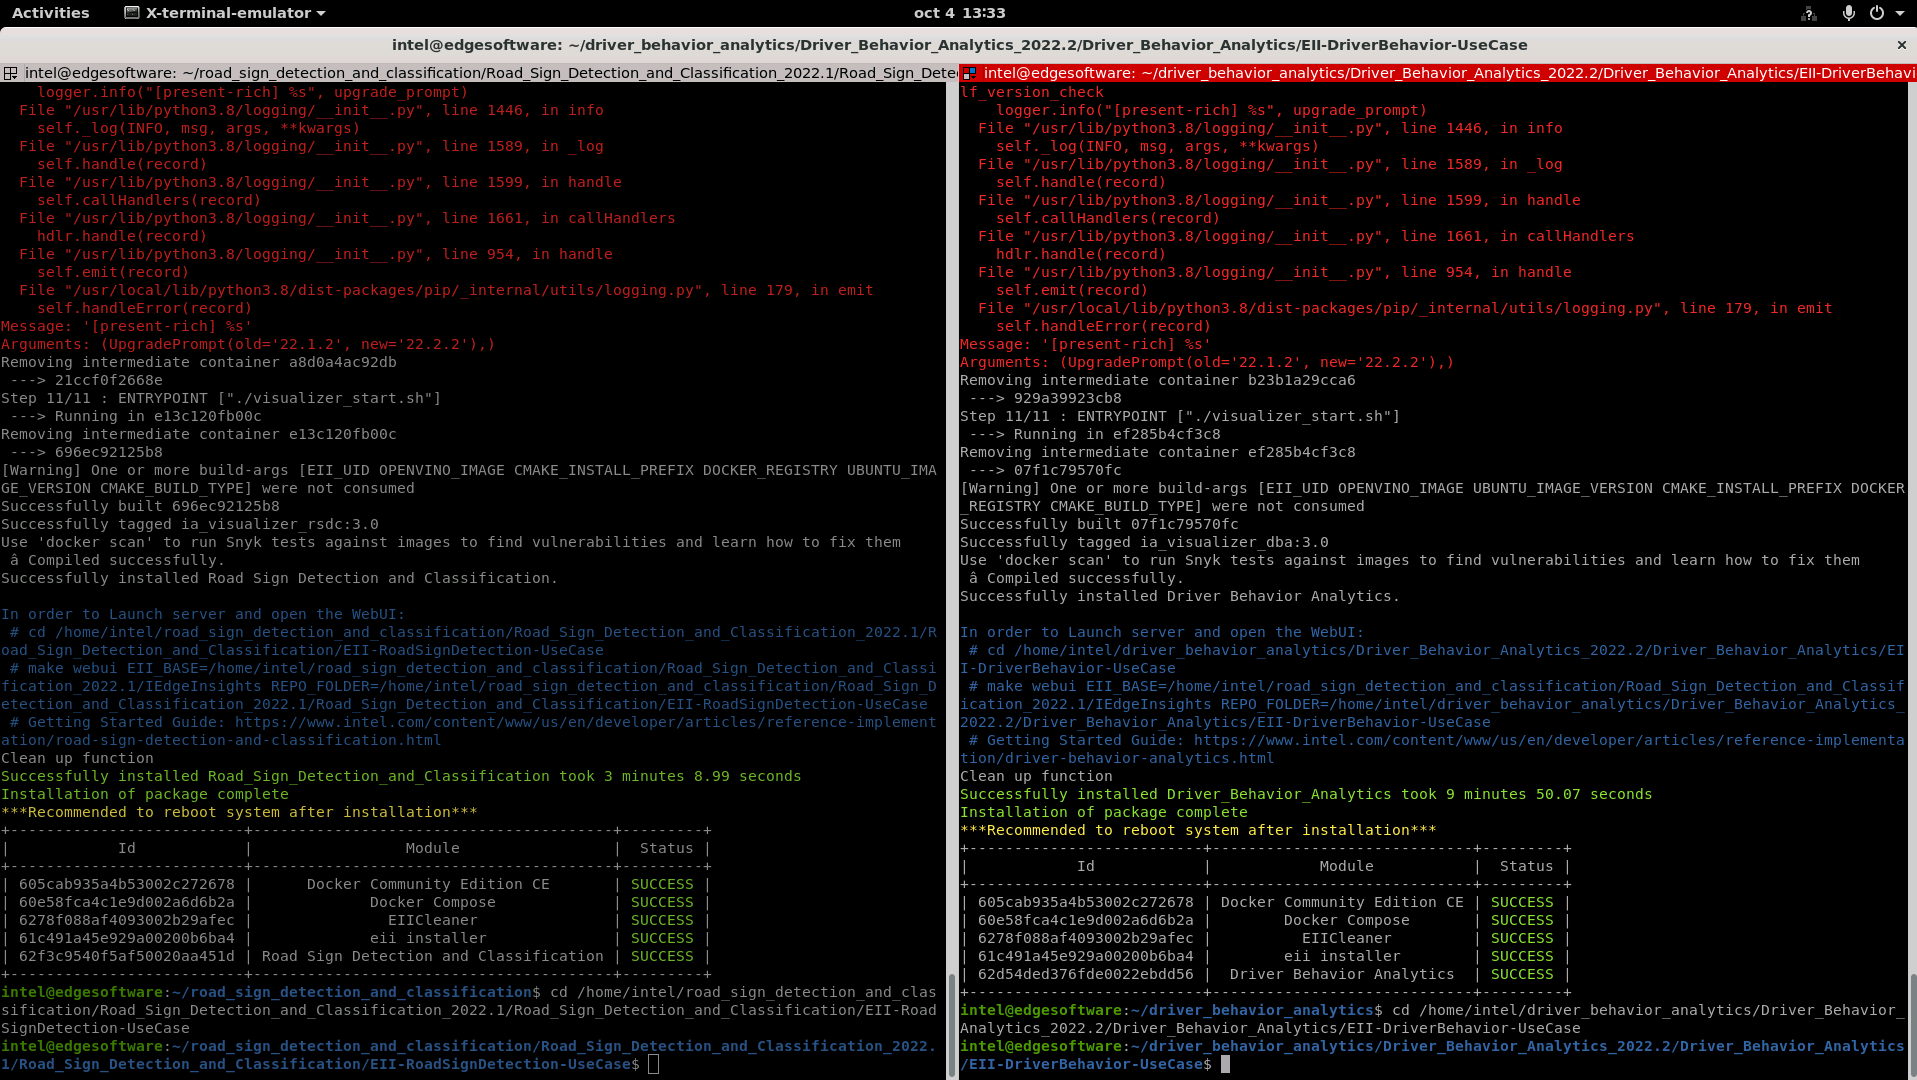 Activities
X-terminal-emulator
oct 4 13:33
intel@edgesoftware: ~/driver_behavior_analytics/Driver_Behavior_Analytics_2022.2/Driver_Behavior_Analytics/EII-DriverBehavior-UseCase
intel@edgesoftware: ~/road_sign_detection_and_classification/Road_Sign_Detection_and_Classification_2022.1/Road_Sign_Dete
logger.info("[present-rich] %s", upgrade_prompt)
File "/usr/lib/python3.8/logging/__init__.py", line 1446, in info
self._log(INFO, msg, args, **kwargs)
File "/usr/lib/python3.8/logging/__init__.py", line 1589, in _log
self.handle(record)
File "/usr/lib/python3.8/logging/__init__.py", line 1599, in handle
self.callHandlers(record)
File "/usr/lib/python3.8/logging/__init__.py", line 1661, in callHandlers
hdlr.handle(record)
File "/usr/lib/python3.8/logging/__init__.py", line 954, in handle
self.emit(record)
File "/usr/local/lib/python3.8/dist-packages/pip/_internal/utils/logging.py", line 179, in emit
self.handleError(record)
Message: '[present-rich] %s'
Arguments: (UpgradePrompt(old='22.1.2', new='22.2.2'),)
Removing intermediate container a8d0a4ac92db
---> 21ccf0f2668e
Step 11/11 : ENTRYPOINT ["./visualizer_start.sh"]
---> Running in e13c120fb00c
Removing intermediate container e13c120fb00c
---> 696ec92125b8
[Warning] One or more build-args [EII_UID OPENVINO_IMAGE CMAKE_INSTALL_PREFIX DOCKER_REGISTRY UBUNTU_IMA
GE_VERSION CMAKE_BUILD_TYPE] were not consumed
Successfully built 696ec92125b8
Successfully tagged ia_visualizer_rsdc:3.0
Use 'docker scan' to run Snyk tests against images to find vulnerabilities and learn how to fix them
â Compiled successfully.
Successfully installed Road Sign Detection and Classification.
In order to Launch server and open the WebUI:
# cd /home/intel/road_sign_detection_and_classification/Road_Sign_Detection_and_Classification_2022.1/R
oad_Sign_Detection_and_Classification/EII-RoadSignDetection-UseCase
# make webui EII_BASE=/home/intel/road_sign_detection_and_classification/Road_Sign_Detection_and_Classi
fication_2022.1/IEdgeInsights REPO_FOLDER=/home/intel/road_sign_detection_and_classification/Road_Sign_D
etection_and_Classification_2022.1/Road_Sign_Detection_and_Classification/EII-RoadSignDetection-UseCase
# Getting Started Guide: https://www.intel.com/content/www/us/en/developer/articles/reference-implement
ation/road-sign-detection-and-classification.html
Clean up function
Successfully installed Road_Sign_Detection_and_Classification took 3 minutes 8.99 seconds
Installation of package complete
***Recommended to reboot system after installation***
+--------------------------+----------------------------------------+---------+
| Id | Module | Status |
+--------------------------+----------------------------------------+---------+
| 605cab935a4b53002c272678 | Docker Community Edition CE | SUCCESS |
| 60e58fca4c1e9d002a6d6b2a | Docker Compose | SUCCESS |
| 6278f088af4093002b29afec | EIICleaner | SUCCESS |
| 61c491a45e929a00200b6ba4 | eii installer | SUCCESS |
| 62f3c9540f5af50020aa451d | Road Sign Detection and Classification | SUCCESS |
+--------------------------+----------------------------------------+---------+
intel@edgesoftware:~/road_sign_detection_and_classification$ cd /home/intel/road_sign_detection_and_clas
sification/Road_Sign_Detection_and_Classification_2022.1/Road_Sign_Detection_and_Classification/EII-Road
SignDetection-UseCase
intel@edgesoftware:~/road_sign_detection_and_classification/Road_Sign_Detection_and_Classification_2022.
1/Road_Sign_Detection_and_Classification/EII-RoadSignDetection-UseCase$
intel@edgesoftware: ~/driver_behavior_analytics/Driver_Behavior_Analytics_2022.2/Driver_Behavior_Analytics/EII-DriverBehavi
lf_version_check
logger.info("[present-rich] %s", upgrade_prompt)
File "/usr/lib/python3.8/logging/__init__.py", line 1446, in info
self._log(INFO, msg, args, **kwargs)
File "/usr/lib/python3.8/logging/__init__.py", line 1589, in _log
self.handle(record)
File "/usr/lib/python3.8/logging/__init__.py", line 1599, in handle
self.callHandlers(record)
File "/usr/lib/python3.8/logging/__init__.py", line 1661, in callHandlers
hdlr.handle(record)
File "/usr/lib/python3.8/logging/__init__.py", line 954, in handle
self.emit(record)
File "/usr/local/lib/python3.8/dist-packages/pip/_internal/utils/logging.py", line 179, in emit
self.handleError(record)
Message: '[present-rich] %s'
Arguments: (UpgradePrompt(old='22.1.2', new='22.2.2'),)
Removing intermediate container b23b1a29cca6
---> 929a39923cb8
Step 11/11 : ENTRYPOINT ["./visualizer_start.sh"]
---> Running in ef285b4cf3c8
Removing intermediate container ef285b4cf3c8
---> 07f1c79570fc
[Warning] One or more build-args [EII_UID OPENVINO_IMAGE UBUNTU_IMAGE_VERSION CMAKE_INSTALL_PREFIX DOCKER
_REGISTRY CMAKE_BUILD_TYPE] were not consumed
Successfully built 07f1c79570fc
Successfully tagged ia_visualizer_dba:3.0
Use 'docker scan' to run Snyk tests against images to find vulnerabilities and learn how to fix them
â Compiled successfully.
Successfully installed Driver Behavior Analytics.
In order to Launch server and open the WebUI:
# cd /home/intel/driver_behavior_analytics/Driver_Behavior_Analytics_2022.2/Driver_Behavior_Analytics/EI
I-DriverBehavior-UseCase
# make webui EII_BASE=/home/intel/road_sign_detection_and_classification/Road_Sign_Detection_and_Classif
ication_2022.1/IEdgeInsights REPO_FOLDER=/home/intel/driver_behavior_analytics/Driver_Behavior_Analytics_
2022.2/Driver_Behavior_Analytics/EII-DriverBehavior-UseCase
# Getting Started Guide: https://www.intel.com/content/www/us/en/developer/articles/reference-implementa
tion/driver-behavior-analytics.html
Clean up function
Successfully installed Driver_Behavior_Analytics took 9 minutes 50.07 seconds
Installation of package complete
***Recommended to reboot system after installation***
+--------------------------+-----------------------------+---------+
| Id | Module | Status |
+--------------------------+-----------------------------+---------+
| 605cab935a4b53002c272678 | Docker Community Edition CE | SUCCESS |
| 60e58fca4c1e9d002a6d6b2a | Docker Compose | SUCCESS |
| 6278f088af4093002b29afec | EIICleaner | SUCCESS |
| 61c491a45e929a00200b6ba4 | eii installer | SUCCESS |
| 62d54ded376fde0022ebdd56 | Driver Behavior Analytics | SUCCESS |
+--------------------------+-----------------------------+---------+
intel@edgesoftware:~/driver_behavior_analytics$ cd /home/intel/driver_behavior_analytics/Driver_Behavior_
Analytics_2022.2/Driver_Behavior_Analytics/EII-DriverBehavior-UseCase
intel@edgesoftware:~/driver_behavior_analytics/Driver_Behavior_Analytics_2022.2/Driver_Behavior_Analytics
/EII-DriverBehavior-UseCase$